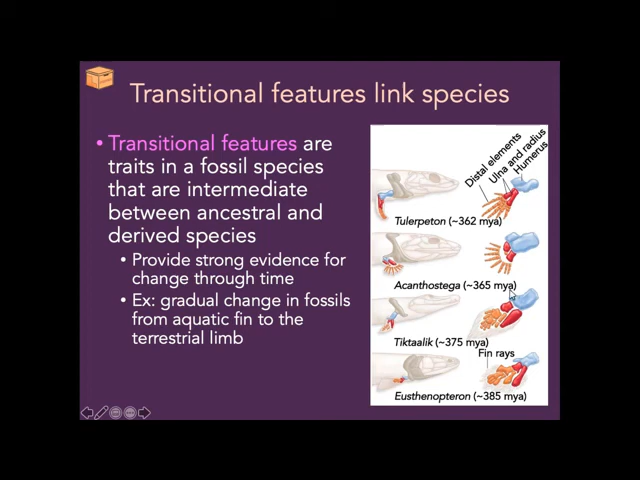 Transitional features link species
• Transitional features are
traits in a fossil species
that are intermediate
between ancestral and
derived species
• Provide strong evidence for
change through time
• Ex: gradual change in fossils
from aquatic fin to the
terrestrial limb
Distal elements
Ulna and radius
Humerus
Tulerpeton (~362 mya)
Acanthostega (~365 mya)
Tiktaalik (~375 mya)
Fin rays
Eusthenopteron (~385 mya)